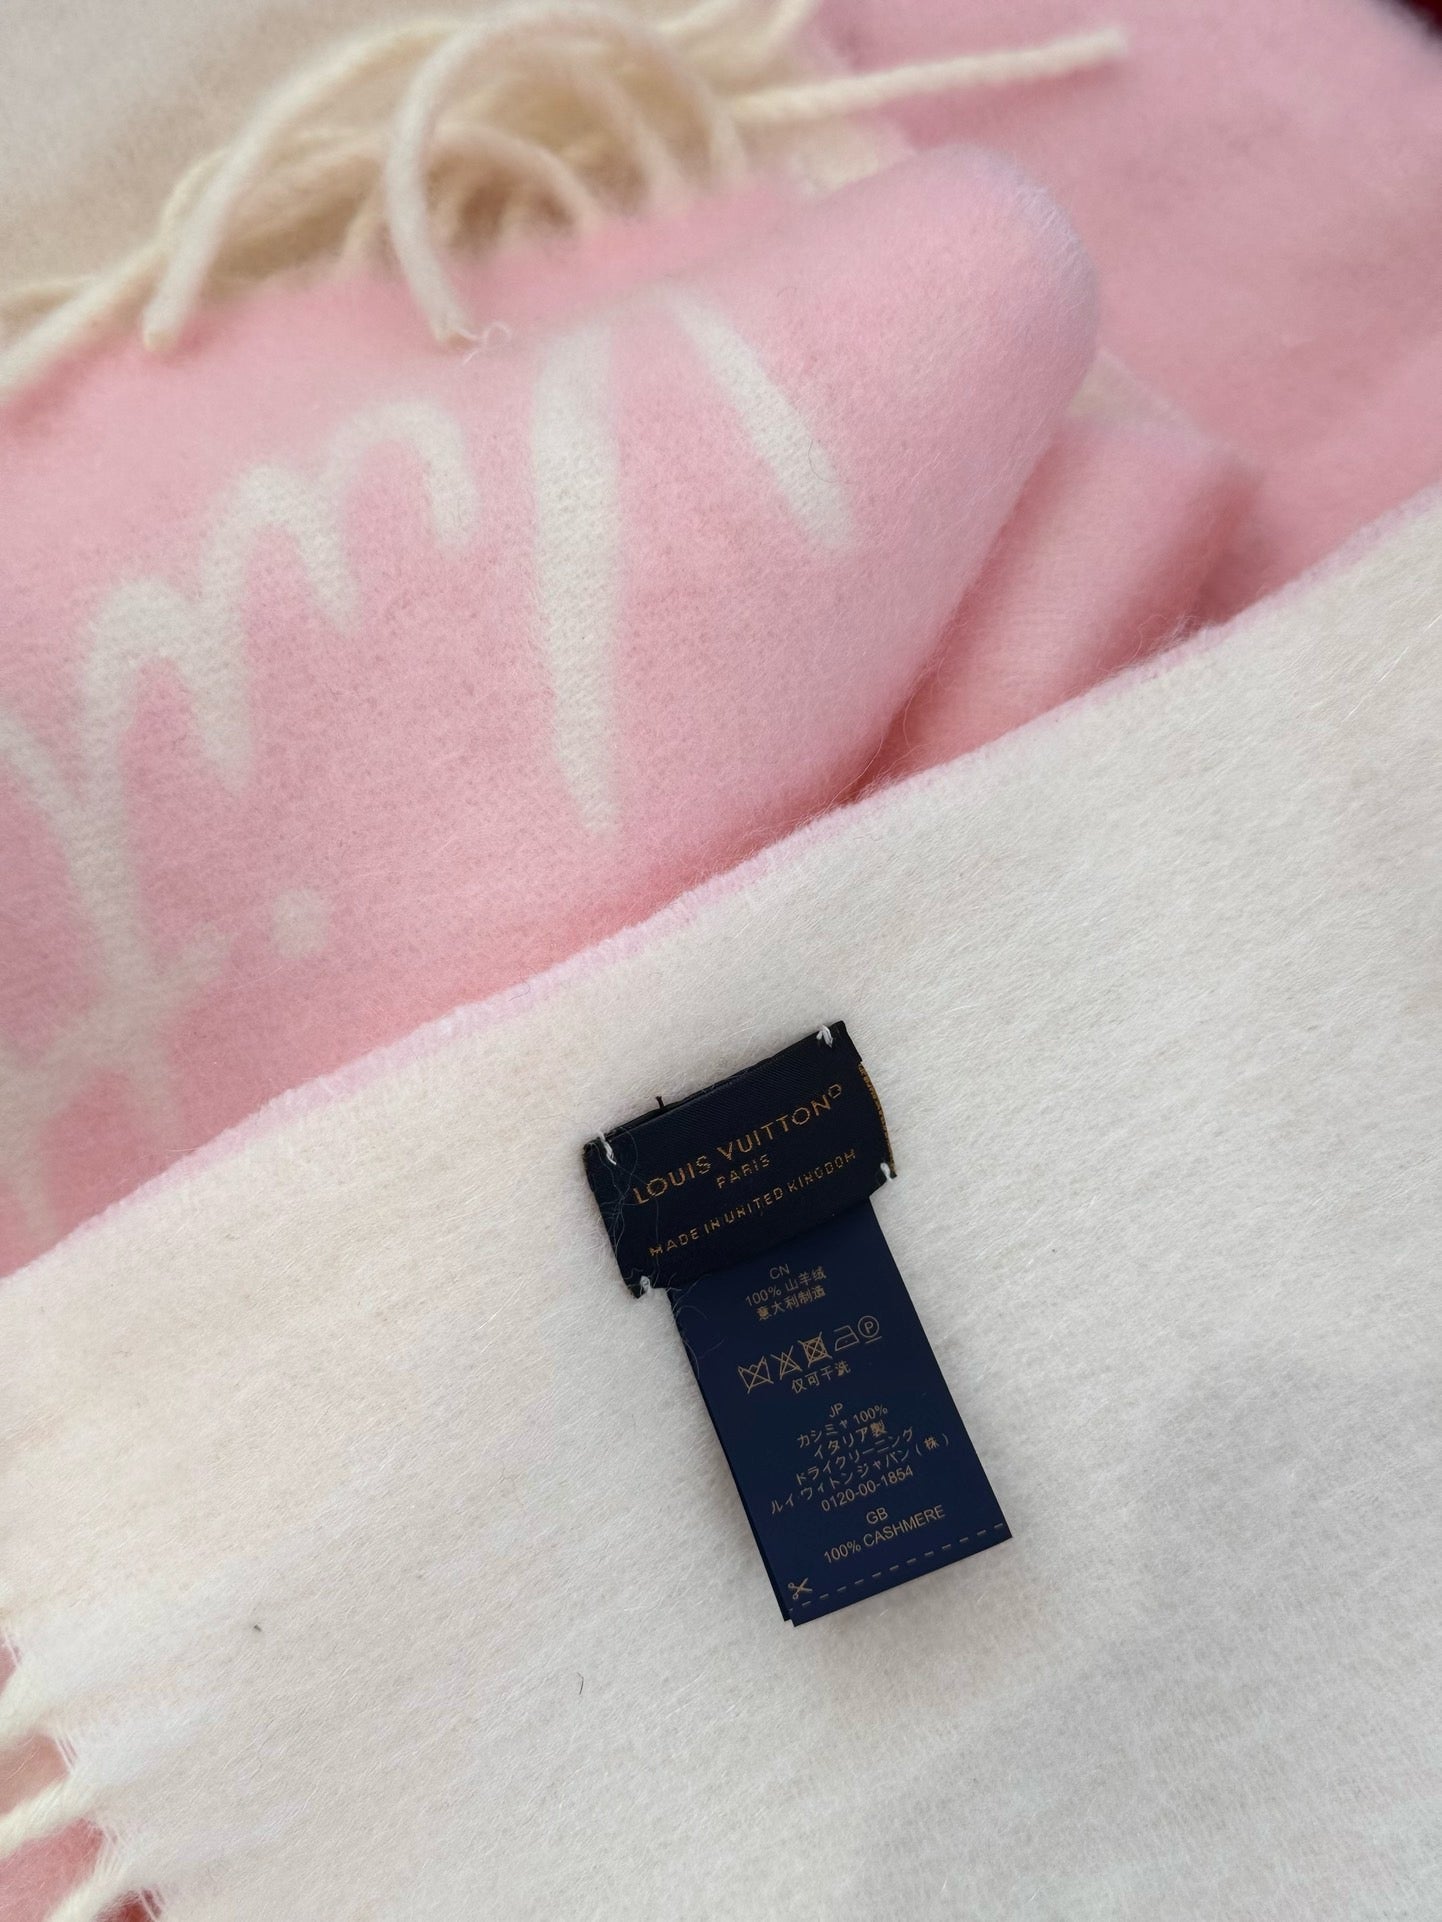 LOUIS VUITTON
PARIS
MADE IN UNITED KINGDOM
CN
100% 山羊绒
意大利制造
P
仅可干洗
JP
カシミヤ 100%
イタリア製
ドライクリーニング
ルイ ヴィトン ジャパン（株）
0120-00-1854
GB
100% CASHMERE